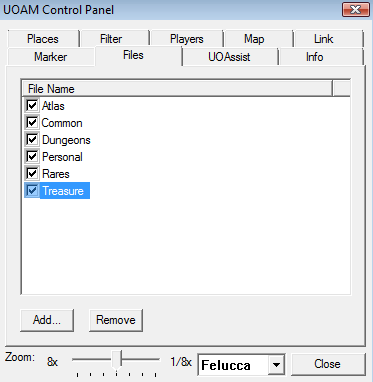 UOAM Control Panel
Places Filter Players Map Link
Marker Files UOAssist Info
File Name
Atlas
Common
Dungeons
Personal
Rares
Treasure
Add... Remove
Zoom: 8x 1/8x Felucca Close